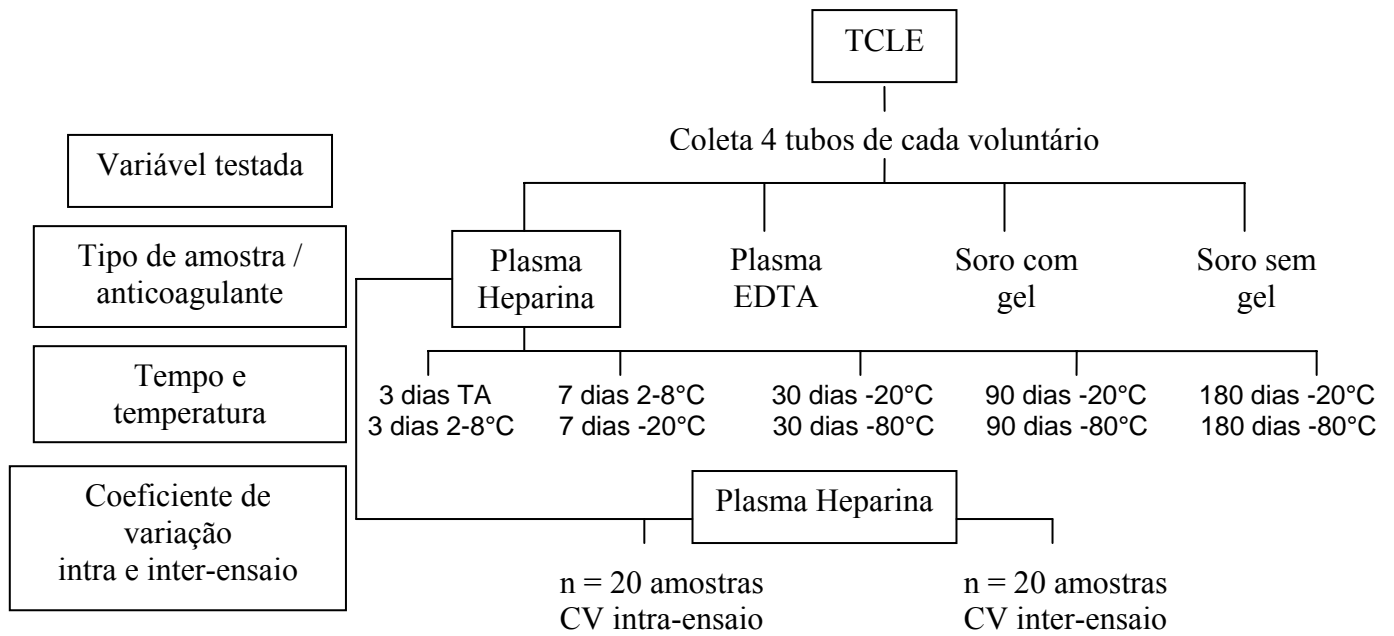 TCLE
Coleta 4 tubos de cada voluntário
Variável testada
Tipo de amostra /
anticoagulante
Plasma
Heparina
Plasma
EDTA
Soro com
gel
Soro sem
gel
Tempo e
temperatura
3 dias TA
3 dias 2-8°C
7 dias 2-8°C
7 dias -20°C
30 dias -20°C
30 dias -80°C
90 dias -20°C
90 dias -80°C
180 dias -20°C
180 dias -80°C
Coeficiente de
variação
intra e inter-ensaio
Plasma Heparina
n = 20 amostras
CV intra-ensaio
n = 20 amostras
CV inter-ensaio